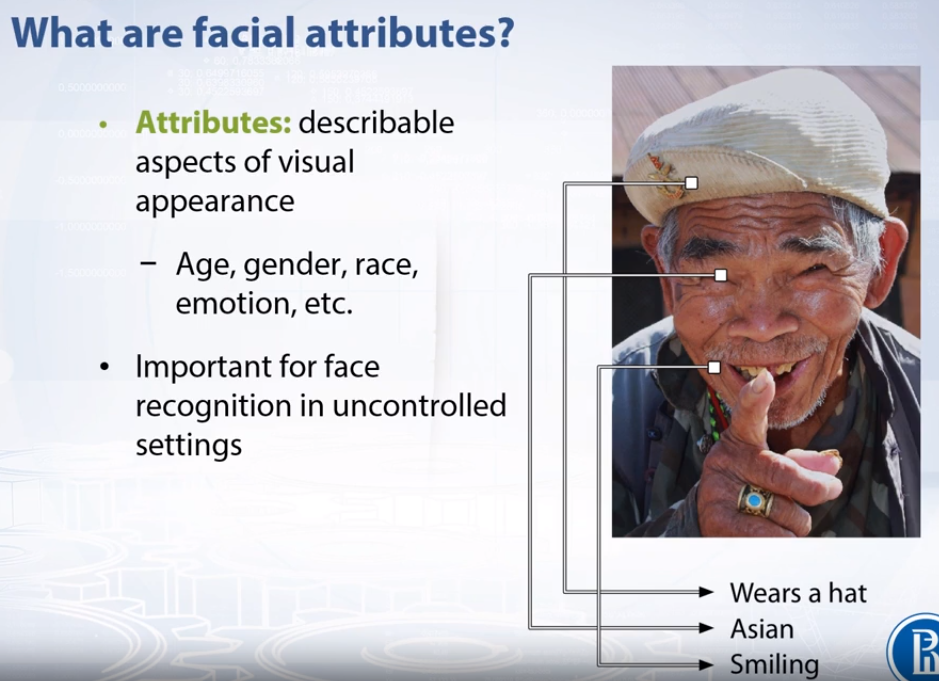 What are facial attributes?
• Attributes: describable
aspects of visual
appearance
– Age, gender, race,
emotion, etc.
• Important for face
recognition in uncontrolled
settings
Wears a hat
Asian
Smiling